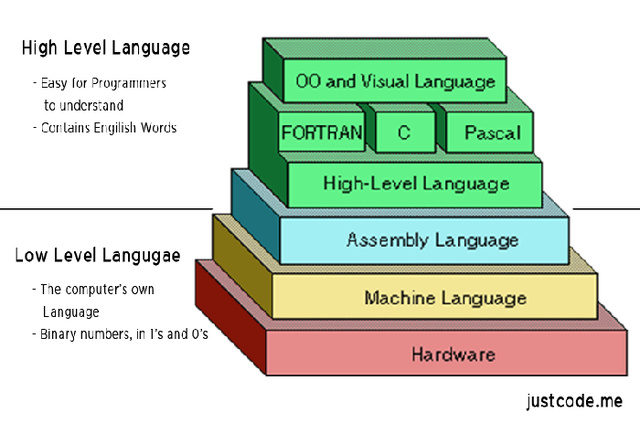 High Level Language
- Easy for Programmers
to understand
- Contains Engilish Words
OO and Visual Language
FORTRAN
C
Pascal
High-Level Language
Assembly Language
Low Level Langugae
- The computer's own
Language
- Binary numbers, in 1's and 0's
Machine Language
Hardware
justcode.me